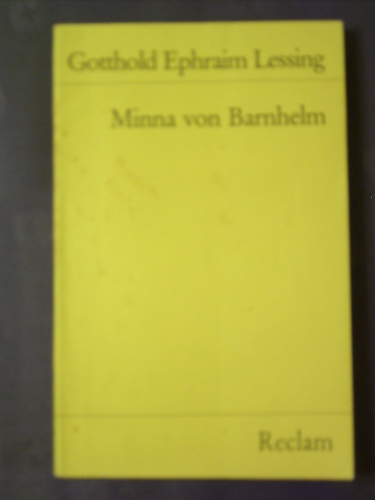 Gotthold Ephraim Lessing
Minna von Barnhelm
Reclam